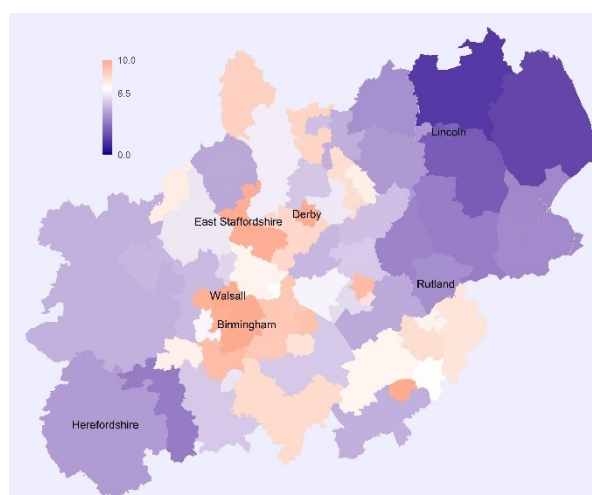 10.0
6.5
0.0
Lincoln
East Staffordshire
Derby
Rutland
Walsall
Birmingham
Herefordshire